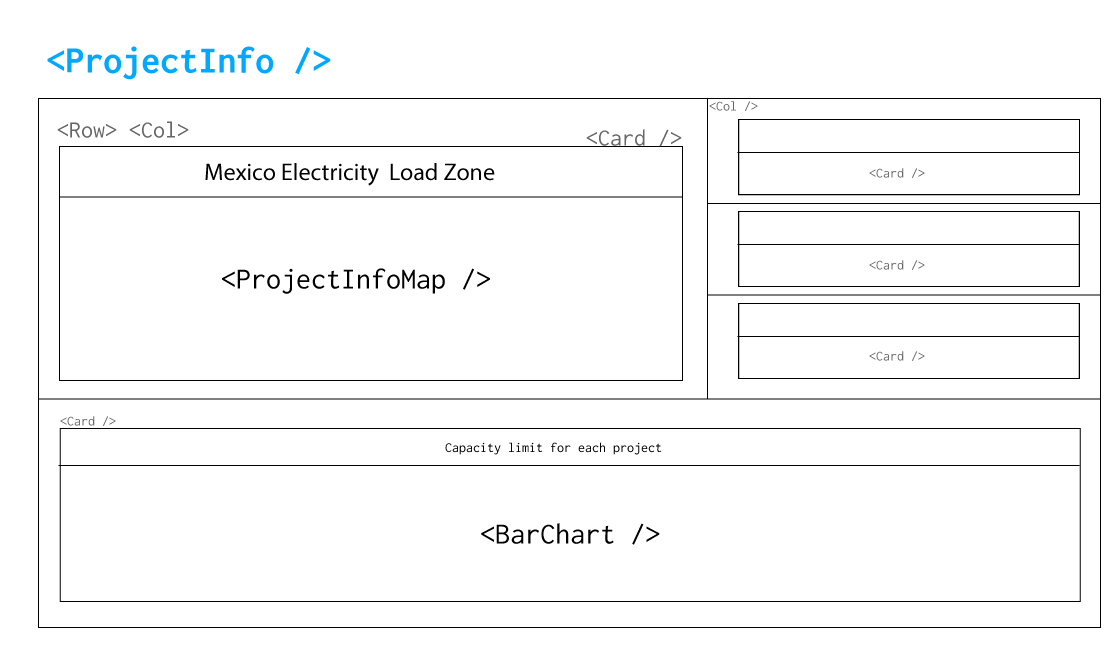 <ProjectInfo />
<Row> <Col>
<Card />
Mexico Electricity Load Zone
<ProjectInfoMap />
<Col />
<Card />
<Card />
<Card />
<Card />
Capacity limit for each project
<BarChart />